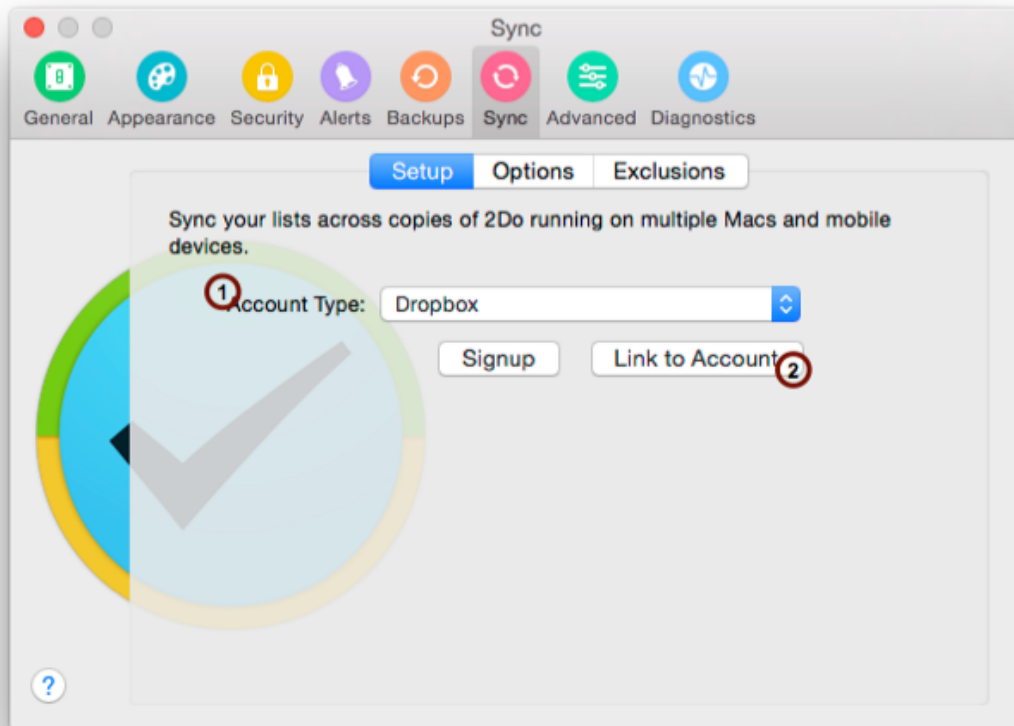 Sync
General Appearance Security Alerts Backups Sync Advanced Diagnostics
Setup Options Exclusions
Sync your lists across copies of 2Do running on multiple Macs and mobile
devices.
1
Account Type: Dropbox
Signup Link to Account
2
?